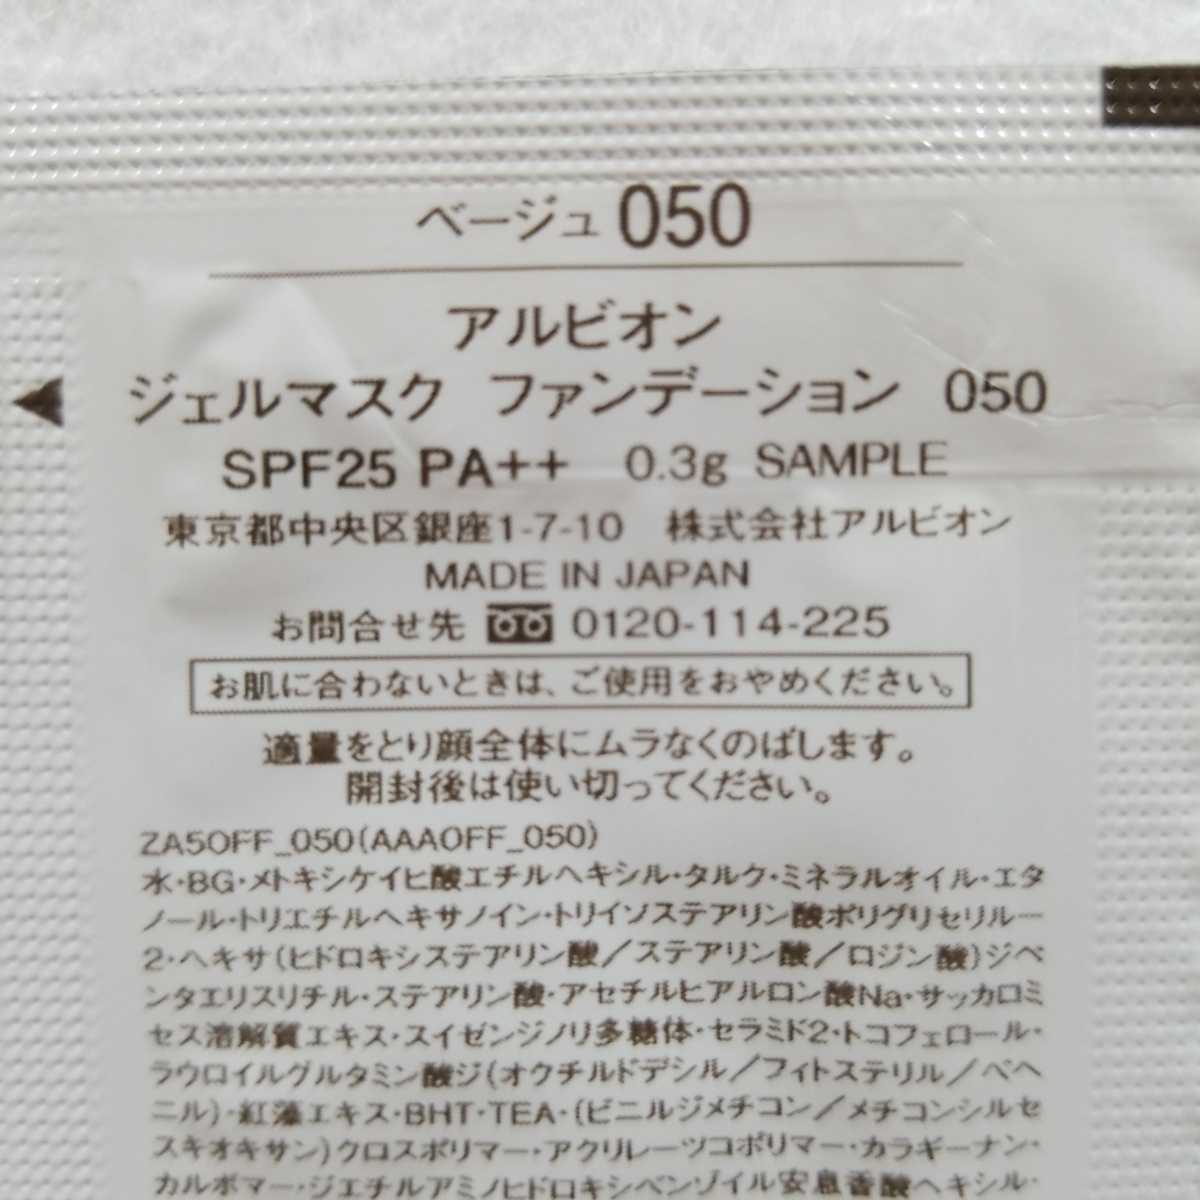 ベージュ 050
アルビオン
ジェルマスク ファンデーション 050
SPF25 PA++ 0.3g SAMPLE
東京都中央区銀座1-7-10 株式会社アルビオン
MADE IN JAPAN
お問合せ先 0120-114-225
お肌に合わないときは、ご使用をおやめください。
適量をとり顔全体にムラなくのばします。
開封後は使い切ってください。
ZA5OFF_050(AAAOFF_050)
水・BG・メトキシケイヒ酸エチルヘキシル・タルク・ミネラルオイル・エタ
ノール・トリエチルヘキサノイン・トリイソステアリン酸ポリグリセリル－
2・ヘキサ(ヒドロキシステアリン酸／ステアリン酸／ロジン酸)ジペ
ンタエリスリチル・ステアリン酸・アセチルヒアルロン酸Na・サッカロミ
セス溶解質エキス・スイゼンジノリ多糖体・セラミド2・トコフェロール・
ラウロイルグルタミン酸ジ(オクチルドデシル／フィトステリル／ベヘ
ニル)・紅藻エキス・BHT・TEA・(ビニルジメチコン／メチコンシルセ
スキオキサン)クロスポリマー・アクリレーツコポリマー・カラギーナン・
カルボマー・ジエチルアミノヒドロキシベンゾイル安息香酸ヘキシル・